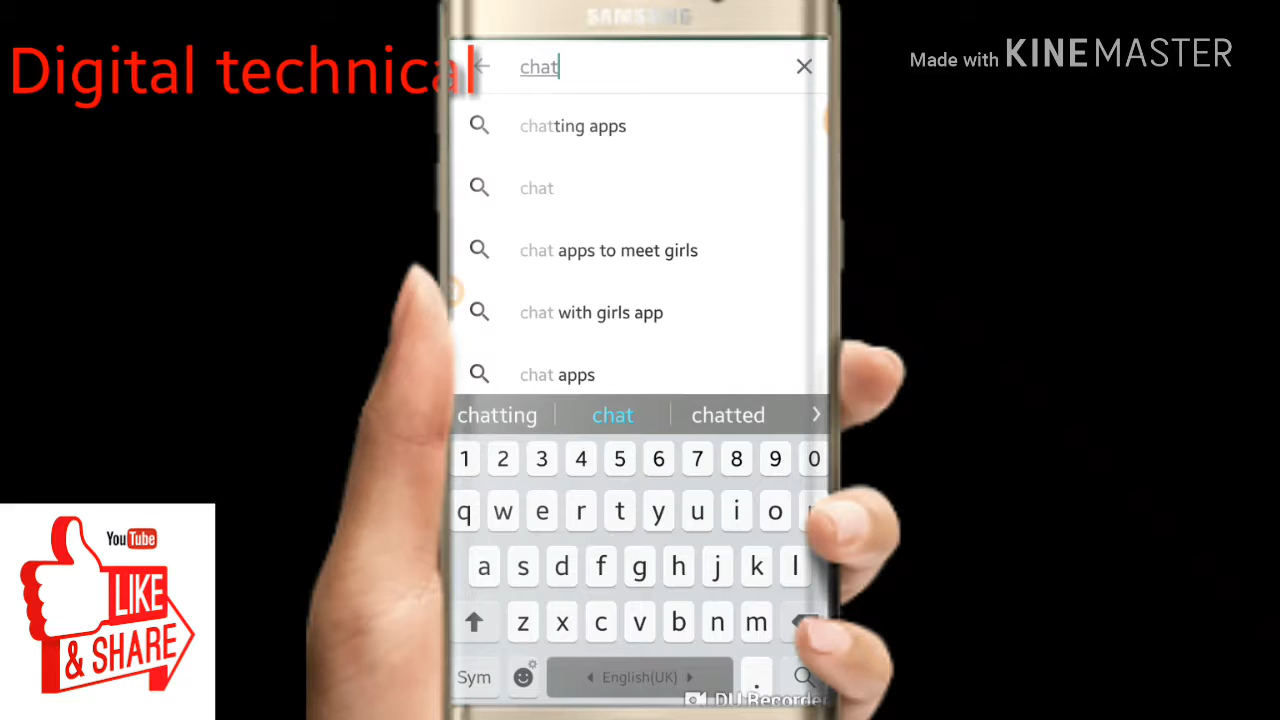 SAMSUNG
Digital technical
Made with KINEMASTER
chat
chatting apps
chat
chat apps to meet girls
chat with girls app
chat apps
chatting chat chatted
1 2 3 4 5 6 7 8 9 0
q w e r t y u i o
a s d f g h j k l
z x c v b n m
Sym English(UK) .
DU Recorder
YouTube
LIKE
& SHARE